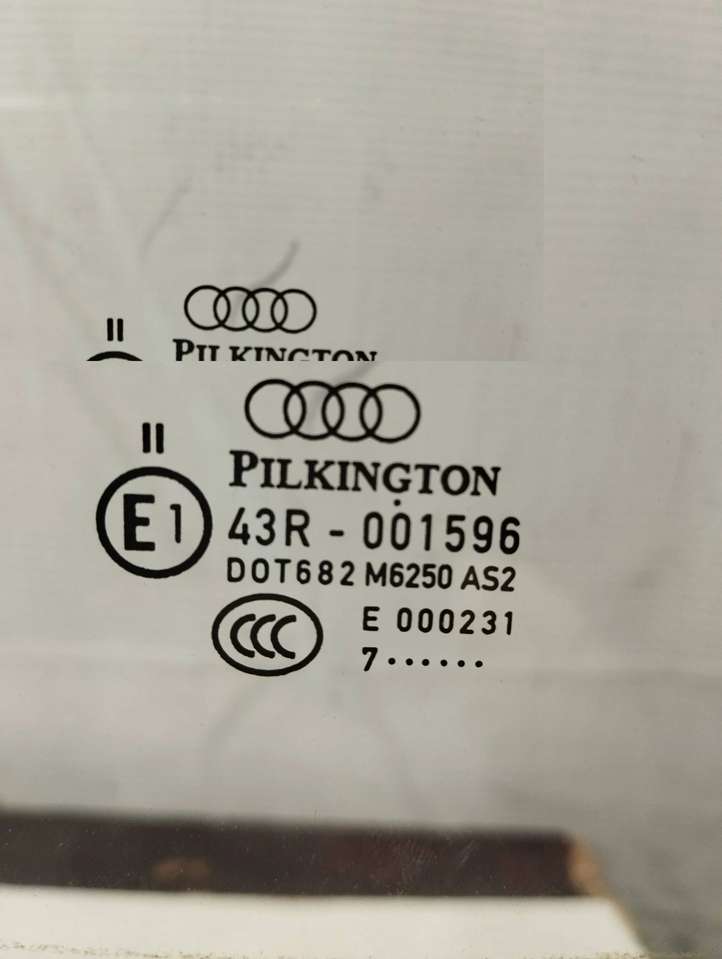 II
PILKINGTON
II
PILKINGTON
E1 43R - 001596
DOT682 M6250 AS2
CCC E 000231
7......